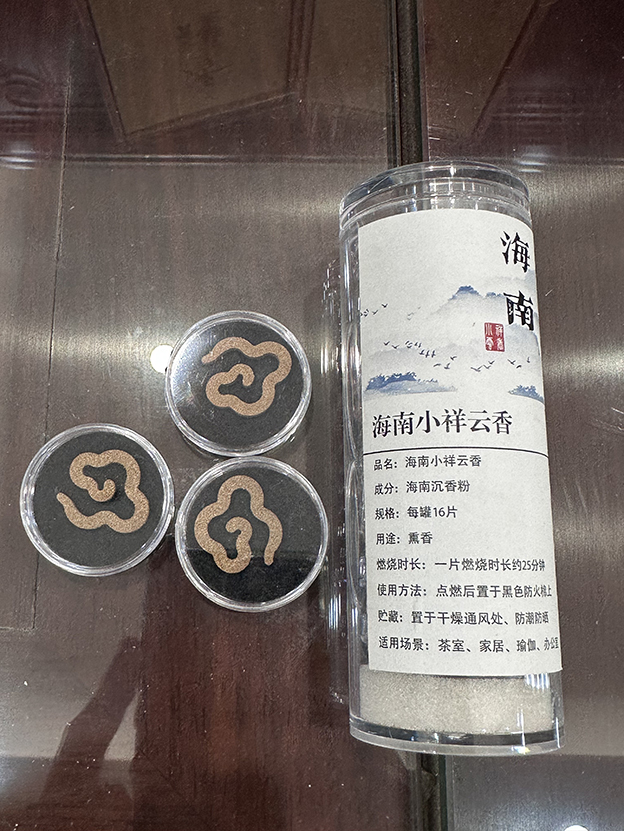 海南
海南小祥云香
品名：海南小祥云香
成分：海南沉香粉
规格：每罐16片
用途：熏香
燃烧时长：一片燃烧时长约25分钟
使用方法：点燃后置于黑色防火棉上
贮藏：置于干燥通风处、防潮防晒
适用场景：茶室、家居、瑜伽、办公室